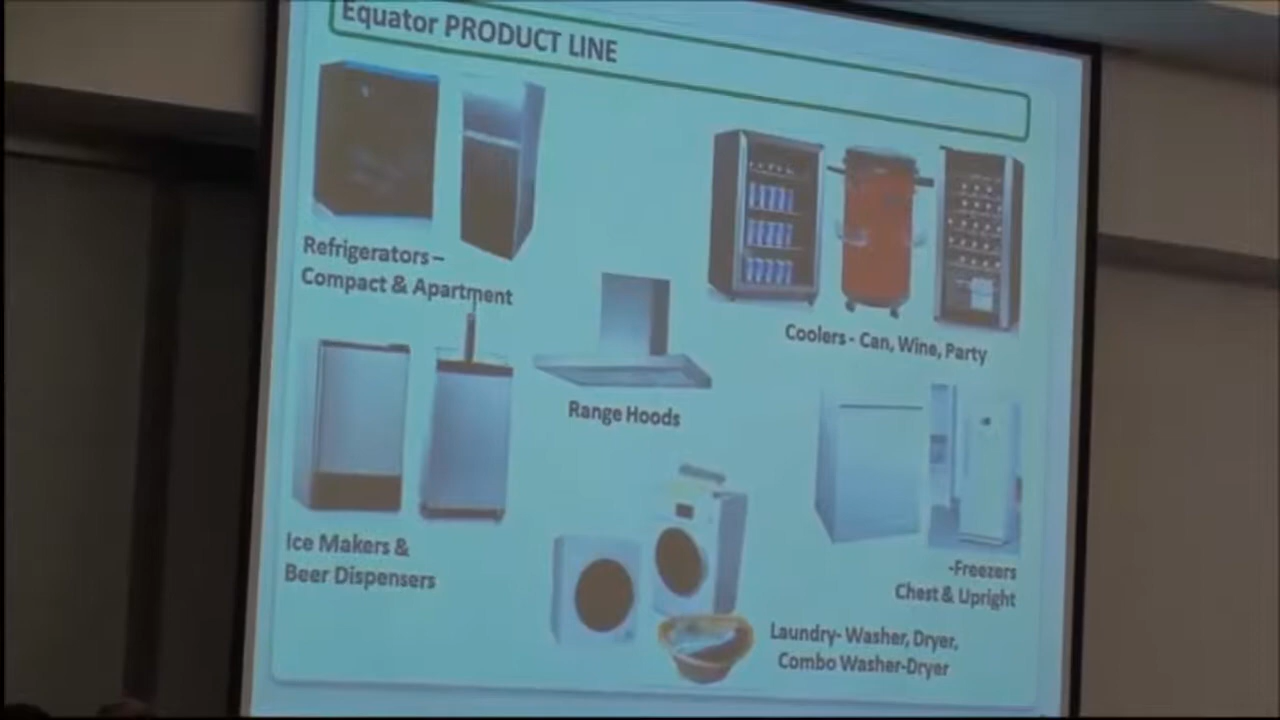 Equator PRODUCT LINE
Refrigerators –
Compact & Apartment
Coolers - Can, Wine, Party
Range Hoods
Ice Makers &
Beer Dispensers
-Freezers
Chest & Upright
Laundry- Washer, Dryer,
Combo Washer-Dryer